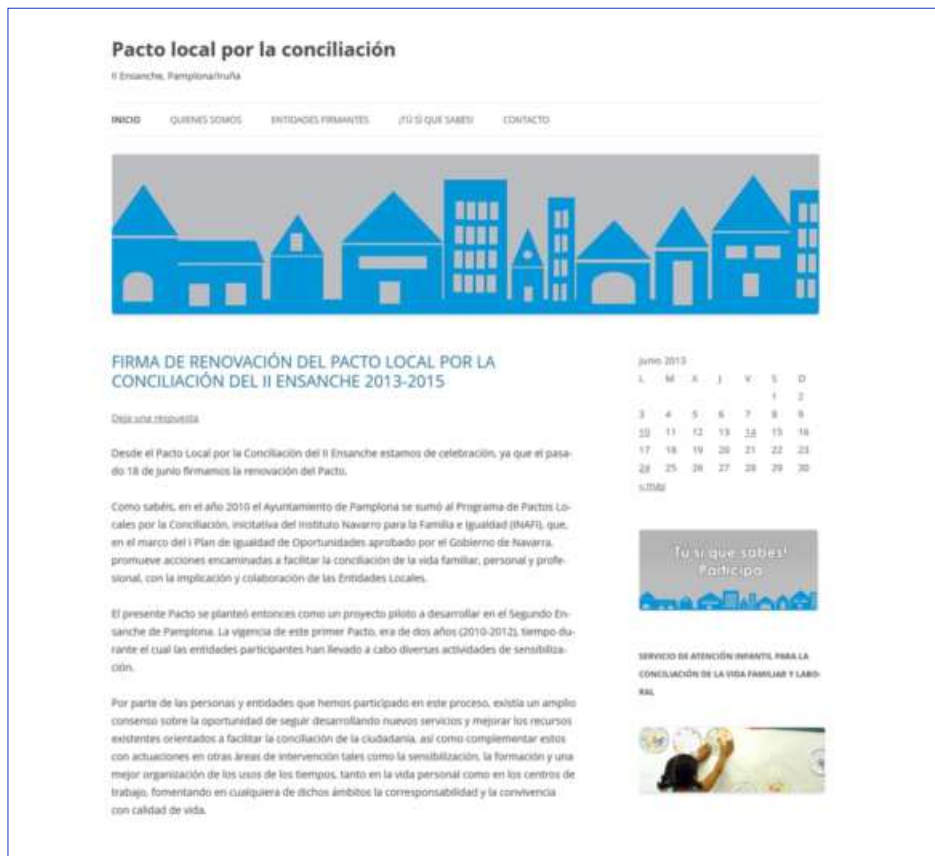 Pacto local por la conciliación
II Ensanche, Pamplona/Iruña
INICIO QUIENES SOMOS ENTIDADES FIRMANTES ¡TÚ SÍ QUE SABES! CONTACTO
FIRMA DE RENOVACIÓN DEL PACTO LOCAL POR LA
CONCILIACIÓN DEL II ENSANCHE 2013-2015
Deja una respuesta
Desde el Pacto Local por la Conciliación del II Ensanche estamos de celebración, ya que el pasa-
do 18 de junio firmamos la renovación del Pacto.
Como sabéis, en el año 2010 el Ayuntamiento de Pamplona se sumó al Programa de Pactos Lo-
cales por la Conciliación, inicitativa del Instituto Navarro para la Familia e Igualdad (INAFI), que,
en el marco del I Plan de Igualdad de Oportunidades aprobado por el Gobierno de Navarra,
promueve acciones encaminadas a facilitar la conciliación de la vida familiar, personal y profe-
sional, con la implicación y colaboración de las Entidades Locales.
El presente Pacto se planteó entonces como un proyecto piloto a desarrollar en el Segundo En-
sanche de Pamplona. La vigencia de este primer Pacto, era de dos años (2010-2012), tiempo du-
rante el cual las entidades participantes han llevado a cabo diversas actividades de sensibiliza-
ción.
Por parte de las personas y entidades que hemos participado en este proceso, existía un amplio
consenso sobre la oportunidad de seguir desarrollando nuevos servicios y mejorar los recursos
existentes orientados a facilitar la conciliación de la ciudadanía, así como complementar estos
con actuaciones en otras áreas de intervención tales como la sensibilización, la formación y una
mejor organización de los usos de los tiempos, tanto en la vida personal como en los centros de
trabajo, fomentando en cualquiera de dichos ámbitos la corresponsabilidad y la convivencia
con calidad de vida.
junio 2013
L M X J V S D
1 2
3 4 5 6 7 8 9
10 11 12 13 14 15 16
17 18 19 20 21 22 23
24 25 26 27 28 29 30
« may
Tú sí que sabes!
Participa
SERVICIO DE ATENCIÓN INFANTIL PARA LA
CONCILIACIÓN DE LA VIDA FAMILIAR Y LABO-
RAL